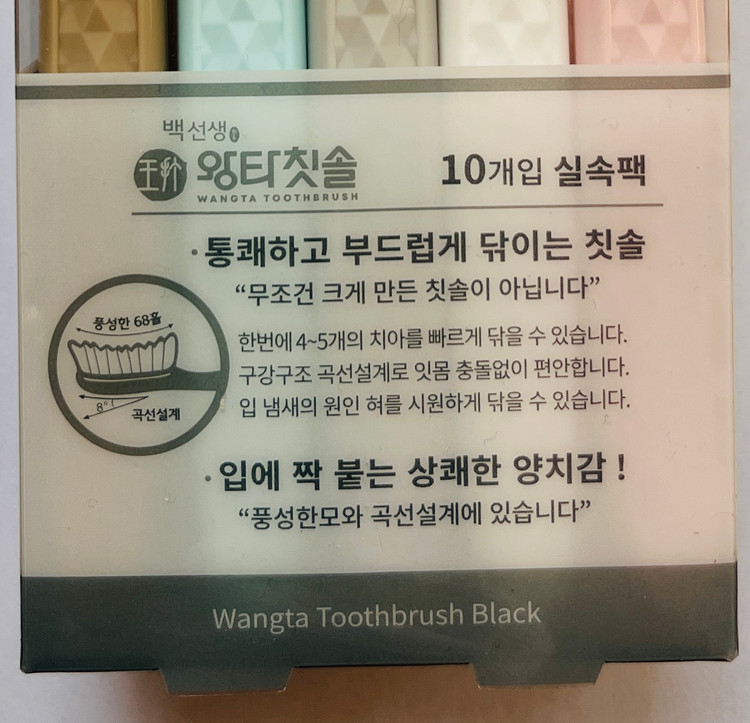 백선생
왕타칫솔
WANGTA TOOTHBRUSH
10개입 실속팩
·통쾌하고 부드럽게 닦이는 칫솔
“무조건 크게 만든 칫솔이 아닙니다”
풍성한 68홀
8°
곡선설계
한번에 4~5개의 치아를 빠르게 닦을 수 있습니다.
구강구조 곡선설계로 잇몸 충돌없이 편안합니다.
입 냄새의 원인 혀를 시원하게 닦을 수 있습니다.
·입에 짝 붙는 상쾌한 양치감 !
“풍성한모와 곡선설계에 있습니다”
Wangta Toothbrush Black